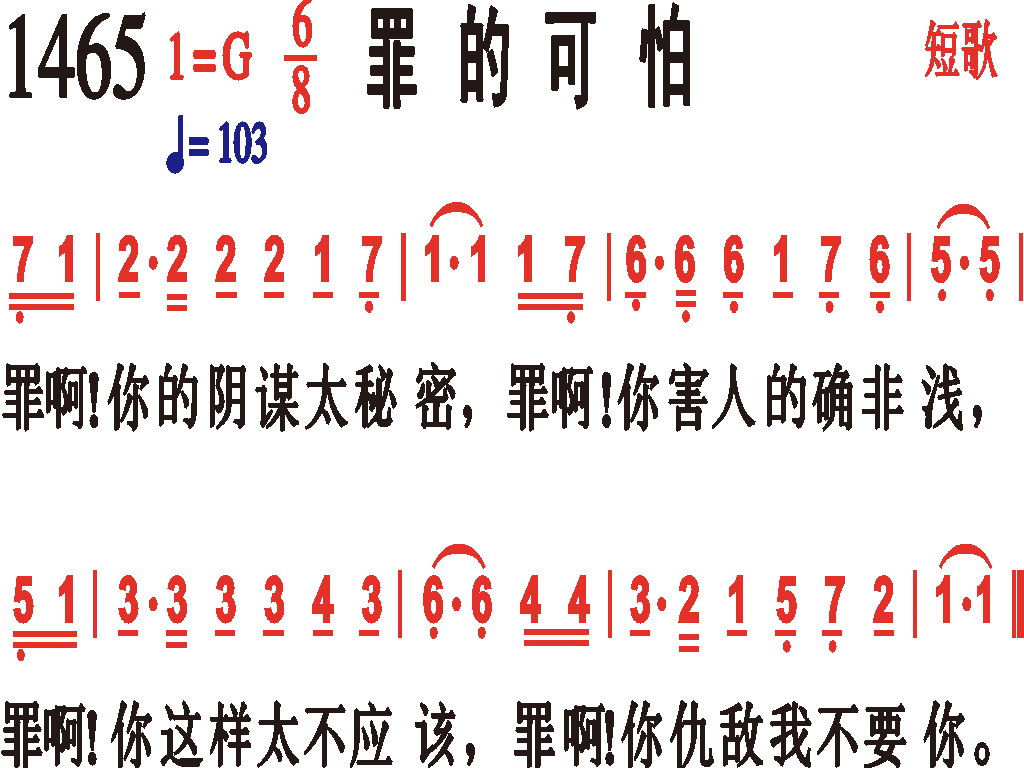 1465 1=G 6/8 罪的可怕 短歌
♩= 103
7 1 | 2·2 2 2 1 7 | 1·1 1 7 | 6·6 6 1 7 6 | 5·5 |
罪啊!你的阴谋太秘密，罪啊!你害人的确非浅，
5 1 | 3·3 3 3 4 3 | 6·6 4 4 | 3·2 1 5 7 2 | 1·1 ‖
罪啊!你这样太不应该，罪啊!你仇敌我不要你。